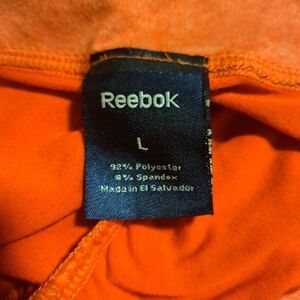 Reebok
L
92% Polyester
8% Spandex
Made in El Salvador